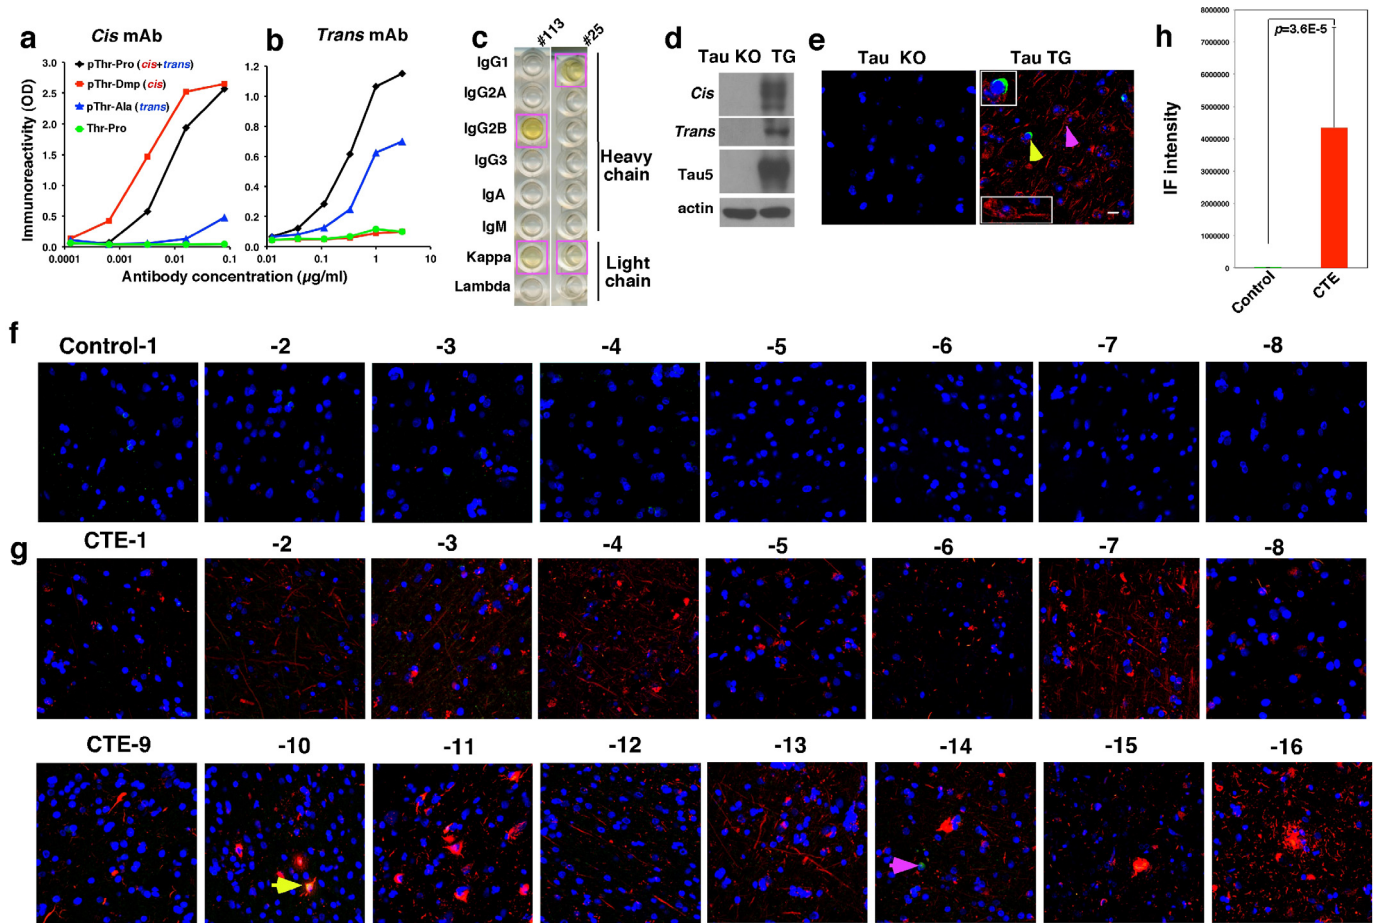 a
Cis mAb
pThr-Pro (cis+trans)
pThr-Dmp (cis)
pThr-Ala (trans)
Thr-Pro
Immunoreactivity (OD)
3.0
2.5
2.0
1.5
1.0
0.5
0.0
0.0001
0.001
0.01
0.1
b
Trans mAb
1.2
1.0
0.8
0.6
0.4
0.2
0.0
0.01
0.1
1
10
Antibody concentration (µg/ml)
c
#113
#25
IgG1
IgG2A
IgG2B
IgG3
IgA
IgM
Kappa
Lambda
Heavy
chain
Light
chain
d
Tau KO TG
Cis
Trans
Tau5
actin
e
Tau KO
Tau TG
h
IF intensity
8000000
7000000
6000000
5000000
4000000
3000000
2000000
1000000
0
p=3.6E-5
Control
CTE
f
Control-1 -2 -3 -4 -5 -6 -7 -8
g
CTE-1 -2 -3 -4 -5 -6 -7 -8
CTE-9 -10 -11 -12 -13 -14 -15 -16